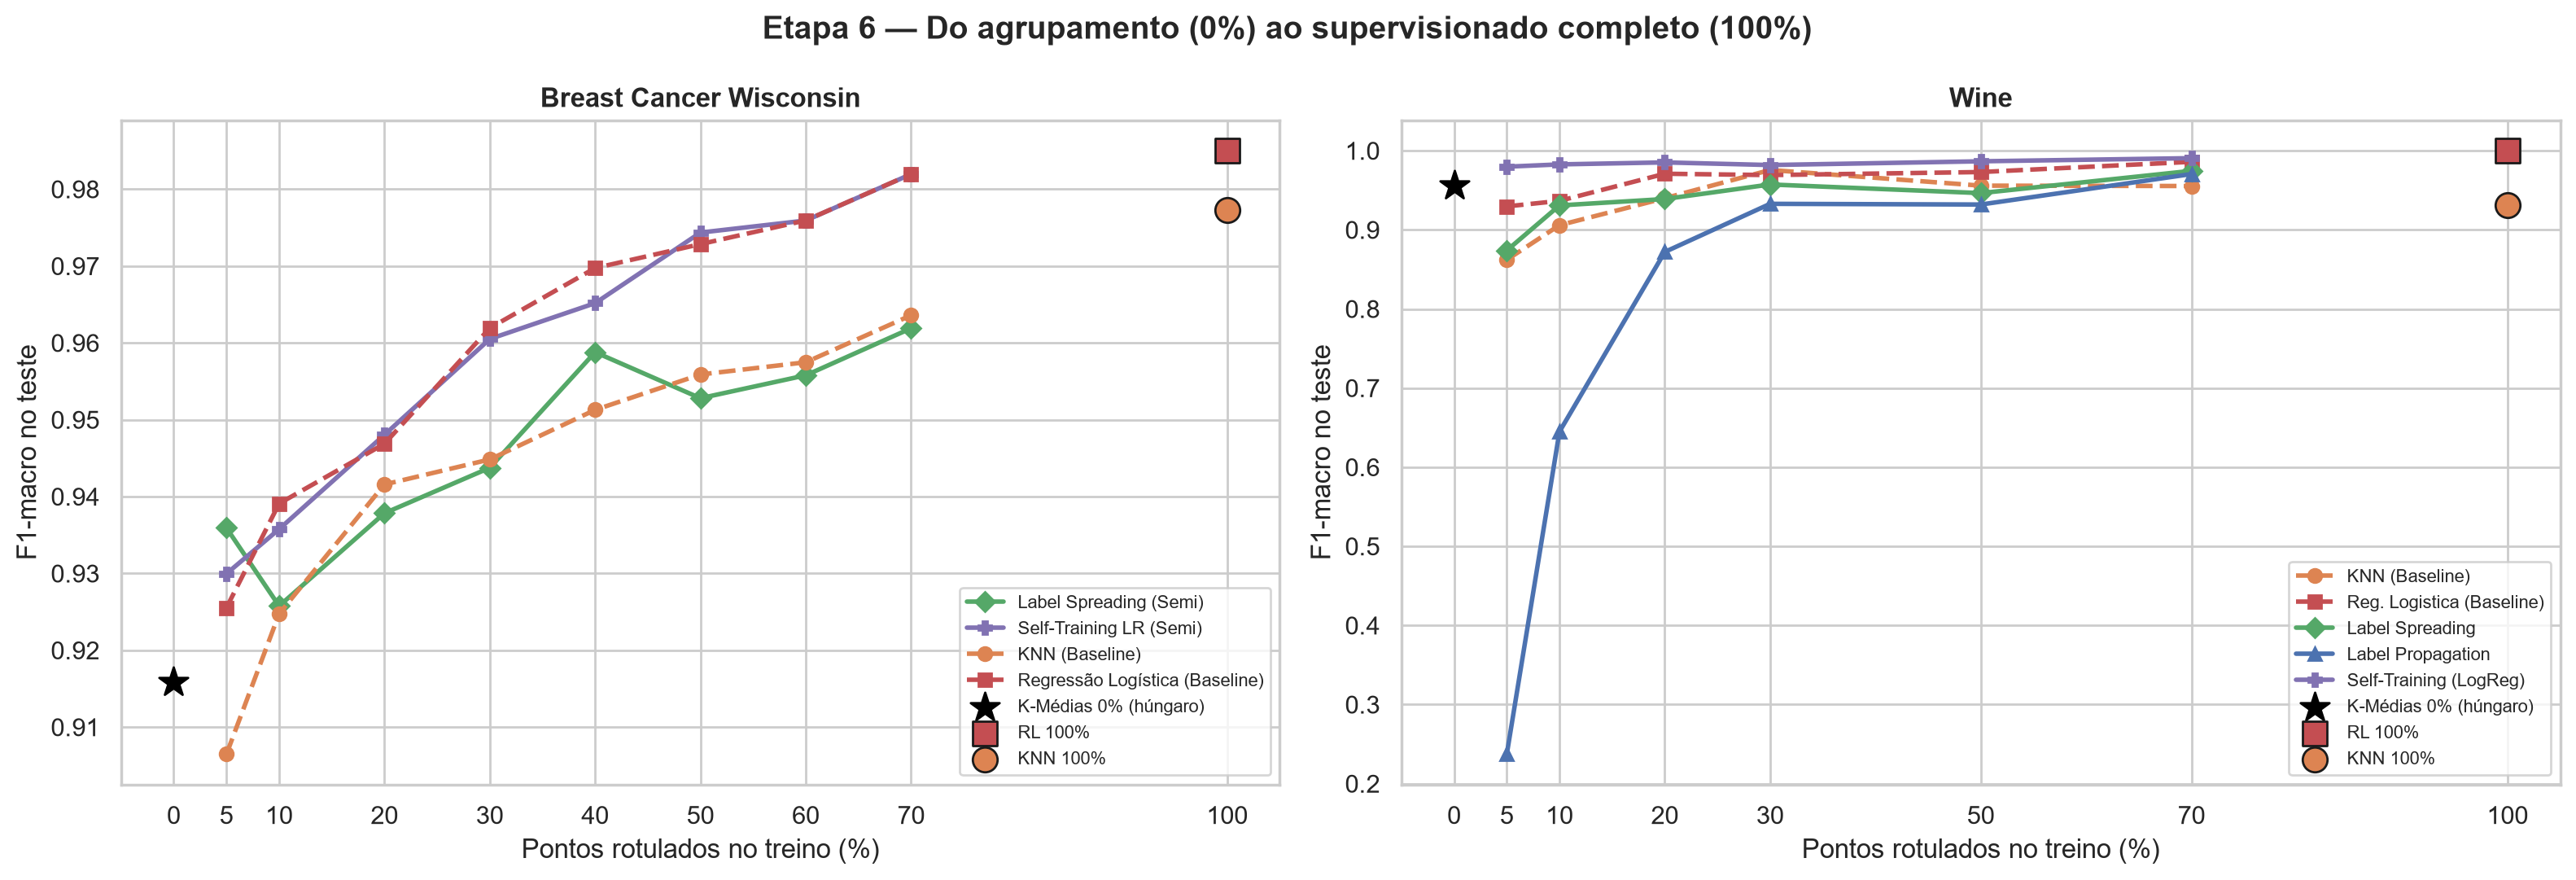 Etapa 6 — Do agrupamento (0%) ao supervisionado completo (100%)
Breast Cancer Wisconsin
F1-macro no teste
0.98
0.97
0.96
0.95
0.94
0.93
0.92
0.91
0 5 10 20 30 40 50 60 70 100
Pontos rotulados no treino (%)
Label Spreading (Semi)
Self-Training LR (Semi)
KNN (Baseline)
Regressão Logística (Baseline)
K-Médias 0% (húngaro)
RL 100%
KNN 100%
Wine
F1-macro no teste
1.0
0.9
0.8
0.7
0.6
0.5
0.4
0.3
0.2
0 5 10 20 30 50 70 100
Pontos rotulados no treino (%)
KNN (Baseline)
Reg. Logistica (Baseline)
Label Spreading
Label Propagation
Self-Training (LogReg)
K-Médias 0% (húngaro)
RL 100%
KNN 100%